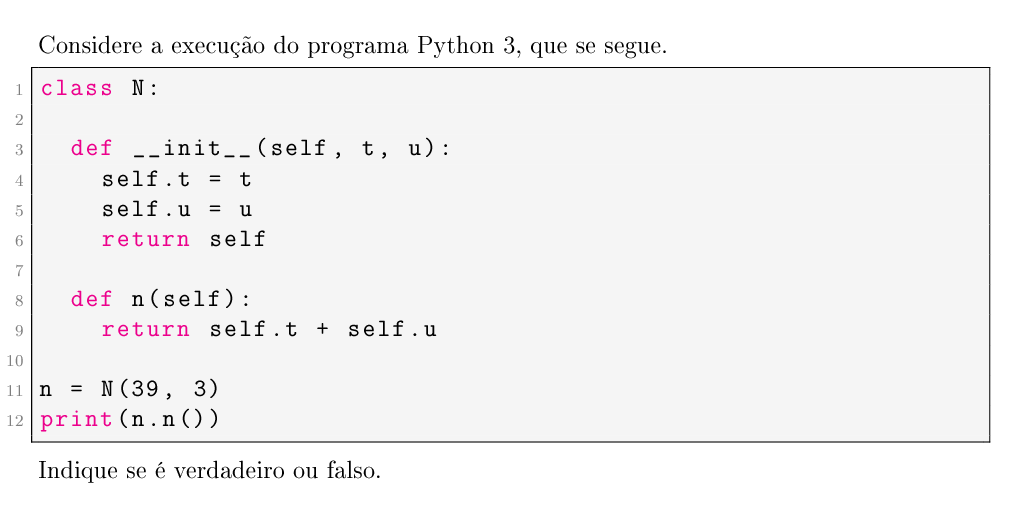 Considere a execução do programa Python 3, que se segue.
1 class N:
2
3   def __init__(self, t, u):
4     self.t = t
5     self.u = u
6     return self
7
8   def n(self):
9     return self.t + self.u
10
11 n = N(39, 3)
12 print(n.n())
Indique se é verdadeiro ou falso.